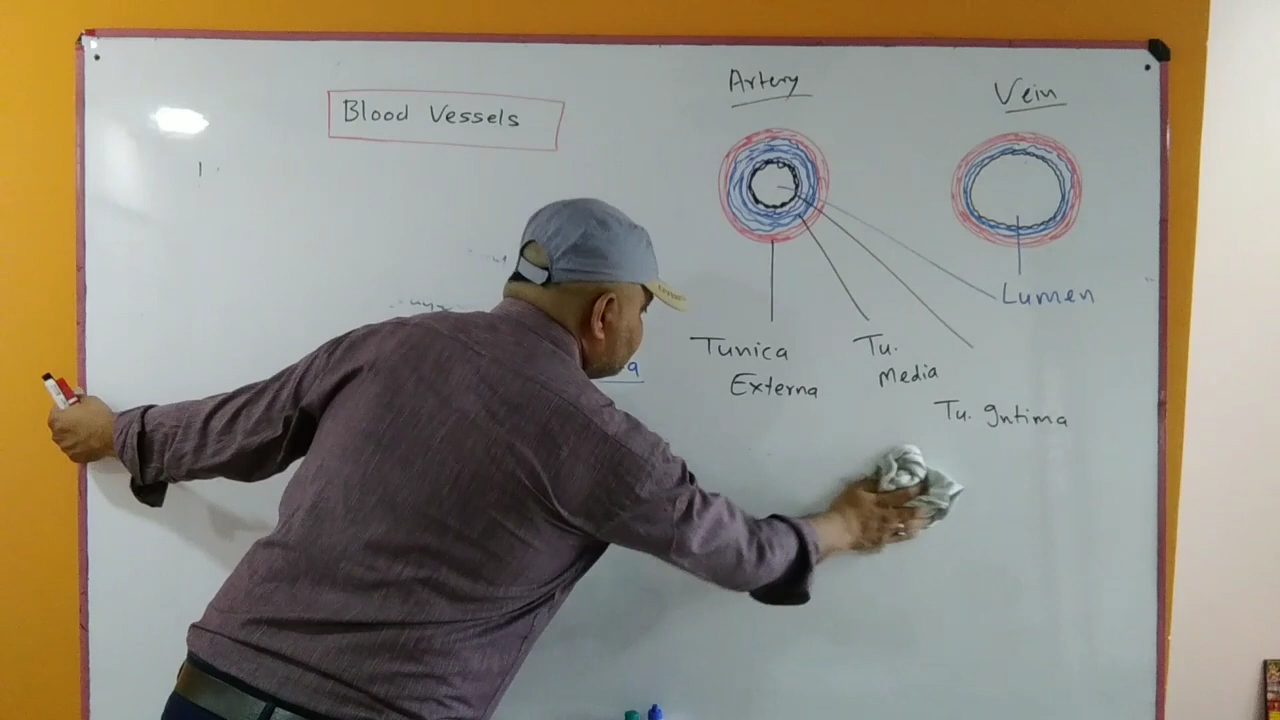 Blood Vessels
Artery
Vein
Lumen
Tunica
Externa
Tu.
Media
Tu. Intima